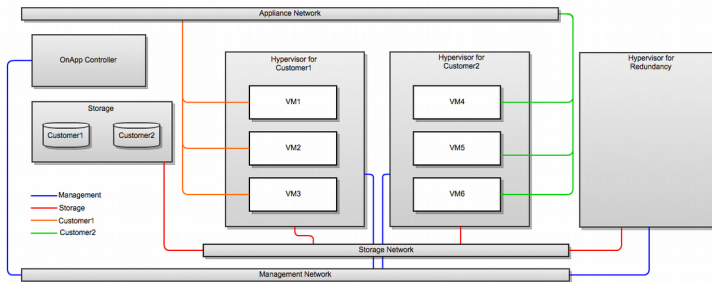 Appliance Network
OnApp Controller
Hypervisor for
Customer1
Hypervisor for
Customer2
Hypervisor for
Redundancy
VM1
VM4
Storage
Customer1
Customer2
VM2
VM5
VM3
VM6
Management
Storage
Customer1
Customer2
Storage Network
Management Network